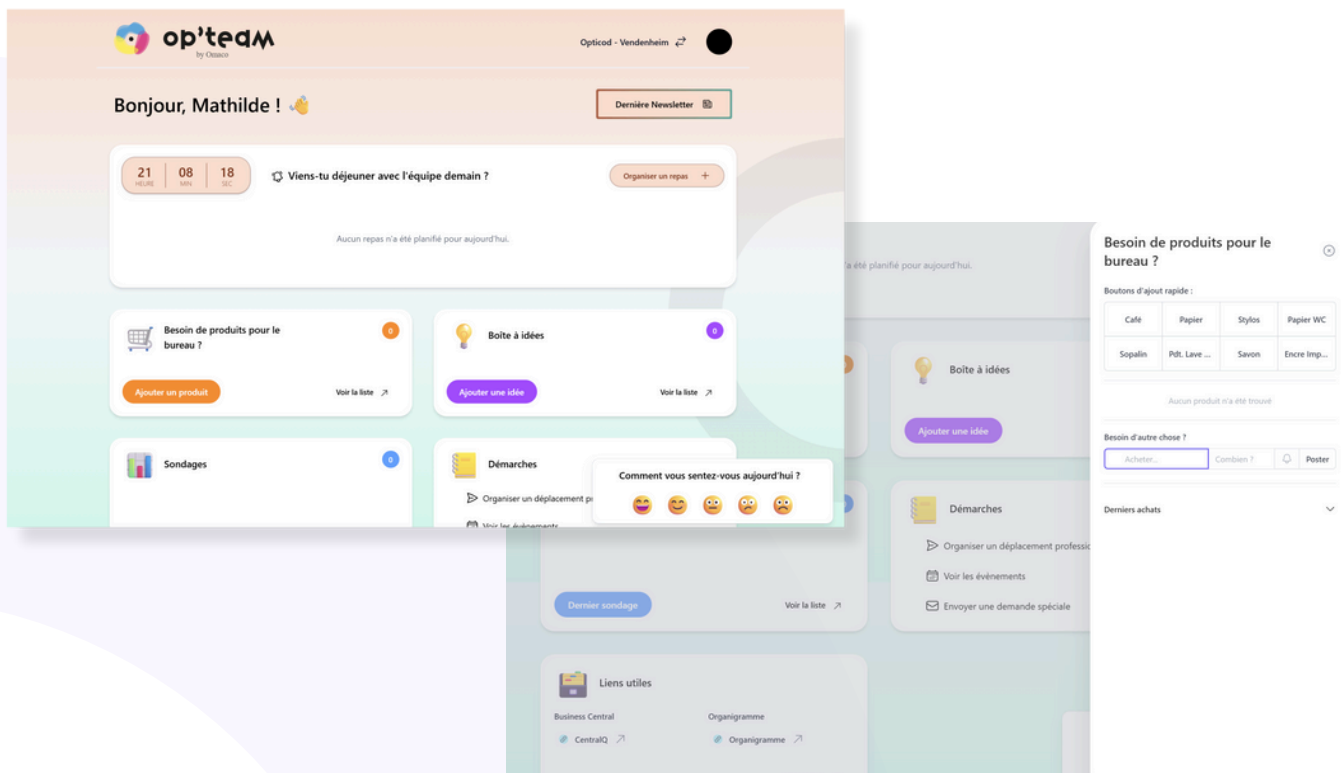 op'team
by Onaco
Opticod - Vendenheim
Bonjour, Mathilde !
Dernière Newsletter
21
HEURE
08
MIN
18
SEC
Viens-tu déjeuner avec l'équipe demain ?
Organiser un repas +
Aucun repas n'a été planifié pour aujourd'hui.
Besoin de produits pour le
bureau ?
0
Ajouter un produit
Voir la liste
Boîte à idées
0
Ajouter une idée
Voir la liste
Sondages
0
Démarches
Organiser un déplacement p
Voir les événements
Comment vous sentez-vous aujourd'hui ?
'a été planifié pour aujourd'hui.
Boîte à idées
Ajouter une idée
Dernier sondage
Voir la liste
Démarches
Organiser un déplacement professic
Voir les évènements
Envoyer une demande spéciale
Liens utiles
Business Central
CentralQ
Organigramme
Organigramme
Besoin de produits pour le
bureau ?
Boutons d'ajout rapide :
Café
Papier
Stylos
Papier WC
Sopalin
Pdt. Lave ...
Savon
Encre Imp...
Aucun produit n'a été trouvé
Besoin d'autre chose ?
Acheter...
Combien ?
Poster
Derniers achats